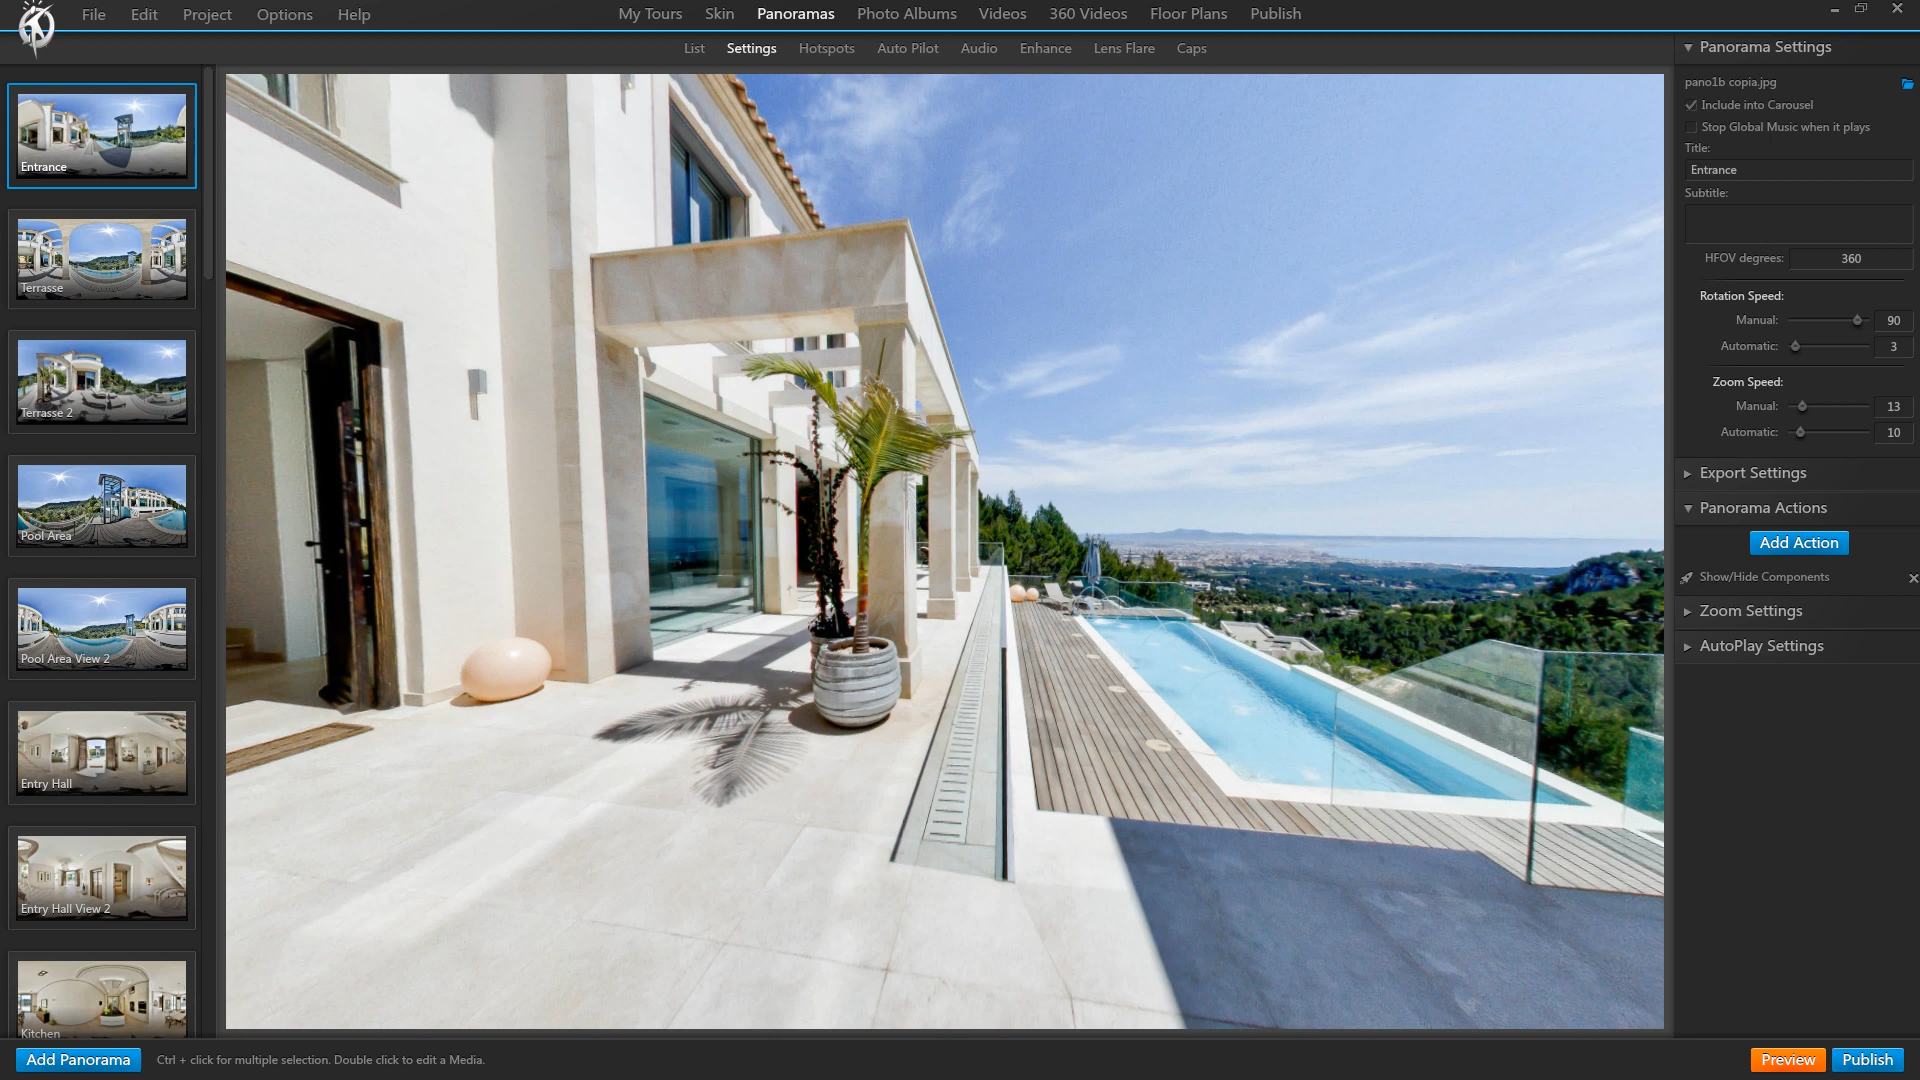 File Edit Project Options Help
My Tours Skin Panoramas Photo Albums Videos 360 Videos Floor Plans Publish
List Settings Hotspots Auto Pilot Audio Enhance Lens Flare Caps
Entrance
Terrasse
Terrasse 2
Pool Area
Pool Area View 2
Entry Hall
Entry Hall View 2
Kitchen
Panorama Settings
pano1b copia.jpg
Include into Carousel
Stop Global Music when it plays
Title:
Entrance
Subtitle:
HFOV degrees: 360
Rotation Speed:
Manual: 90
Automatic: 3
Zoom Speed:
Manual: 13
Automatic: 10
Export Settings
Panorama Actions
Add Action
Show/Hide Components
Zoom Settings
AutoPlay Settings
Add Panorama
Ctrl + click for multiple selection. Double click to edit a Media.
Preview
Publish